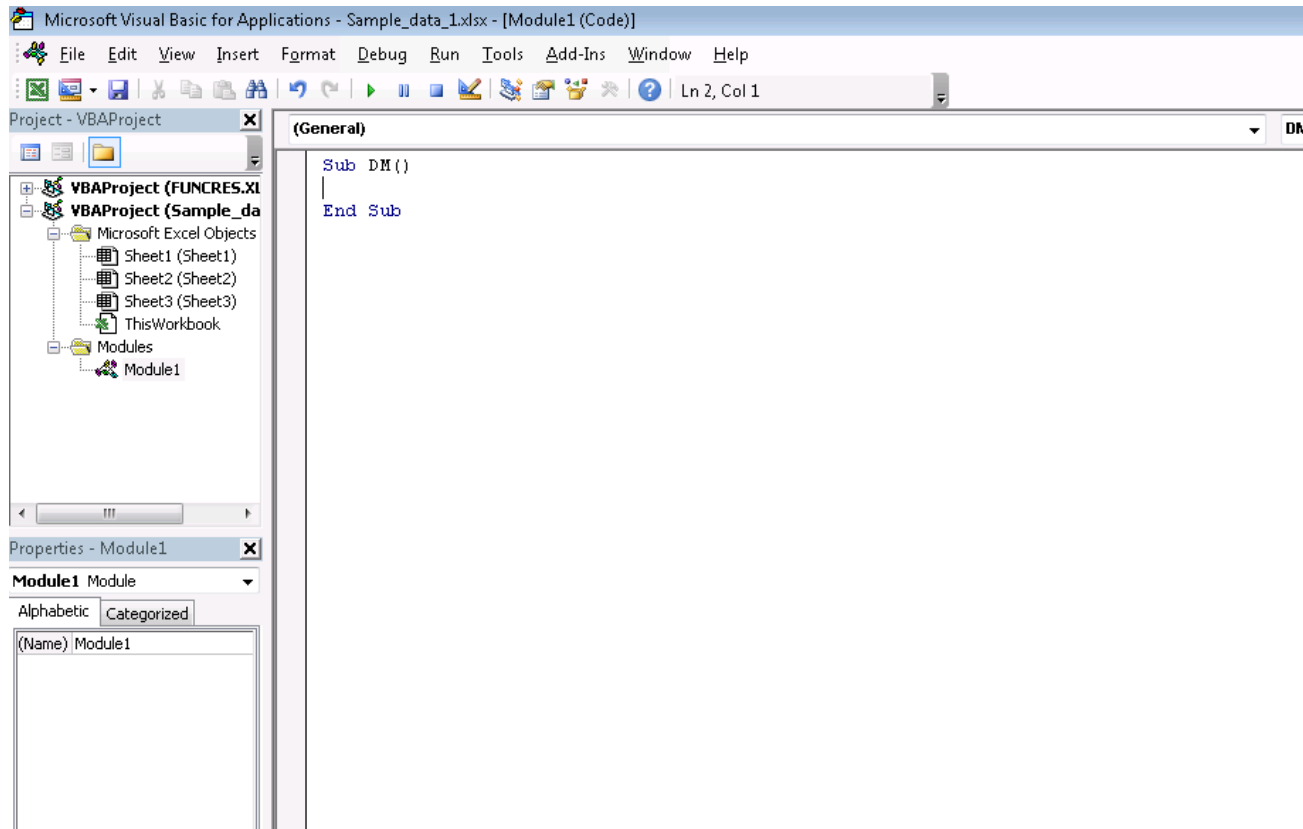 Microsoft Visual Basic for Applications - Sample_data_1.xlsx - [Module1 (Code)]
File Edit View Insert Format Debug Run Tools Add-Ins Window Help
Ln 2, Col 1
Project - VBAProject
(General)
DM
VBAProject (FUNCRES.XL
VBAProject (Sample_da
Microsoft Excel Objects
Sheet1 (Sheet1)
Sheet2 (Sheet2)
Sheet3 (Sheet3)
ThisWorkbook
Modules
Module1
Sub DM()
End Sub
Properties - Module1
Module1 Module
Alphabetic Categorized
(Name) Module1